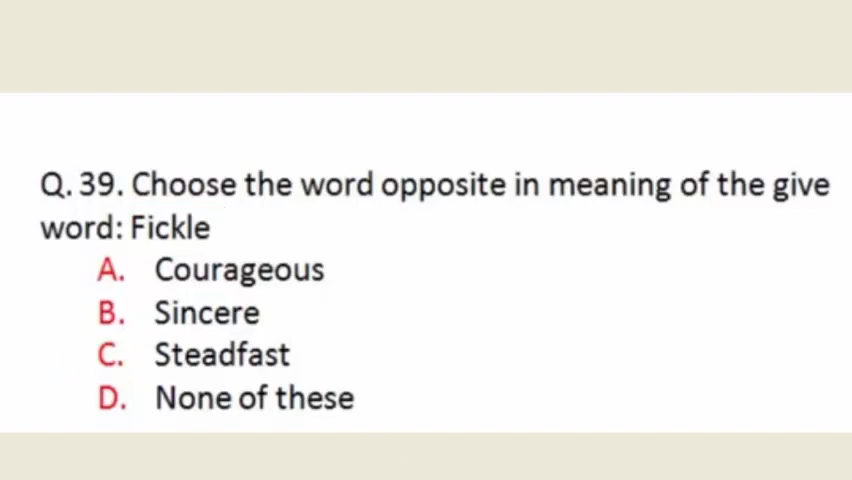 Q. 39. Choose the word opposite in meaning of the give
word: Fickle
A. Courageous
B. Sincere
C. Steadfast
D. None of these